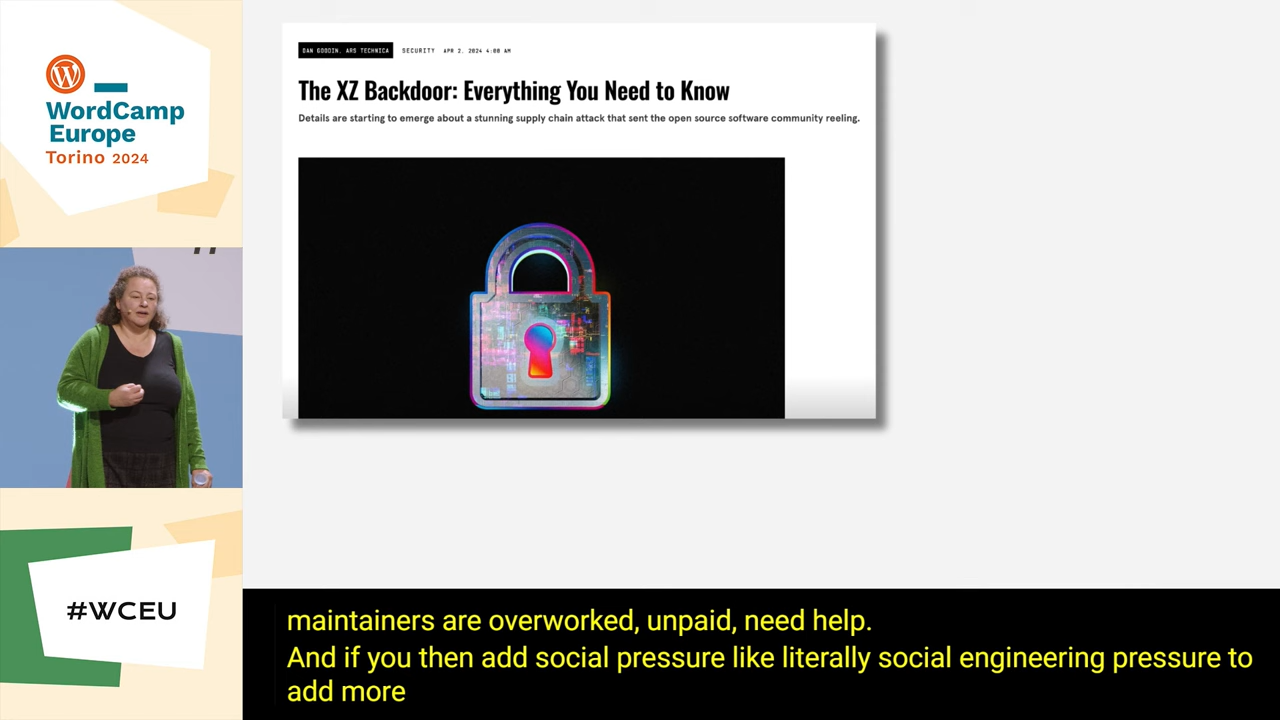 WordCamp
Europe
Torino 2024
#WCEU
DAN GOODIN, ARS TECHNICA SECURITY APR 2, 2024 4:00 AM
The XZ Backdoor: Everything You Need to Know
Details are starting to emerge about a stunning supply chain attack that sent the open source software community reeling.
maintainers are overworked, unpaid, need help.
And if you then add social pressure like literally social engineering pressure to
add more